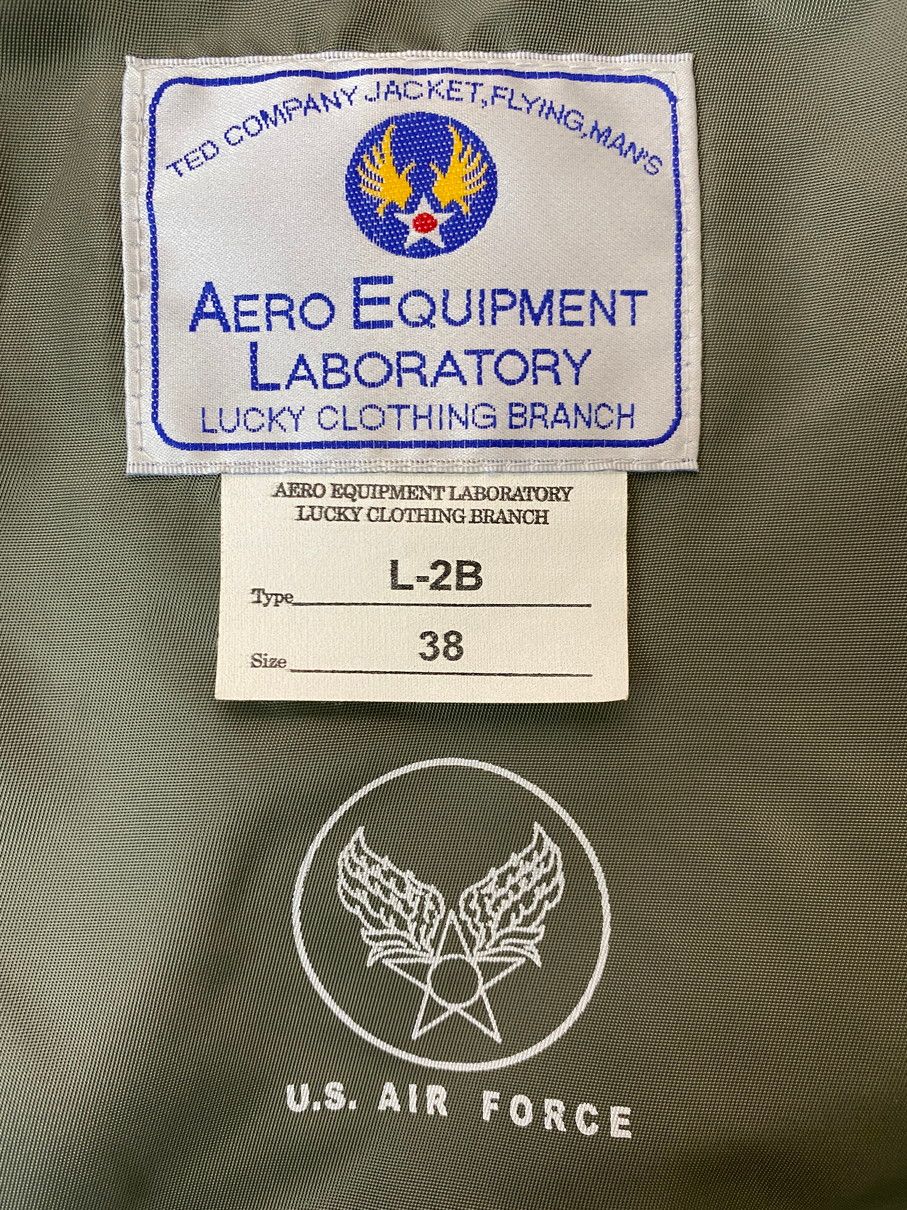 TED COMPANY JACKET,FLYING,MAN'S
AERO EQUIPMENT
LABORATORY
LUCKY CLOTHING BRANCH
AERO EQUIPMENT LABORATORY
LUCKY CLOTHING BRANCH
Type L-2B
Size 38
U.S. AIR FORCE